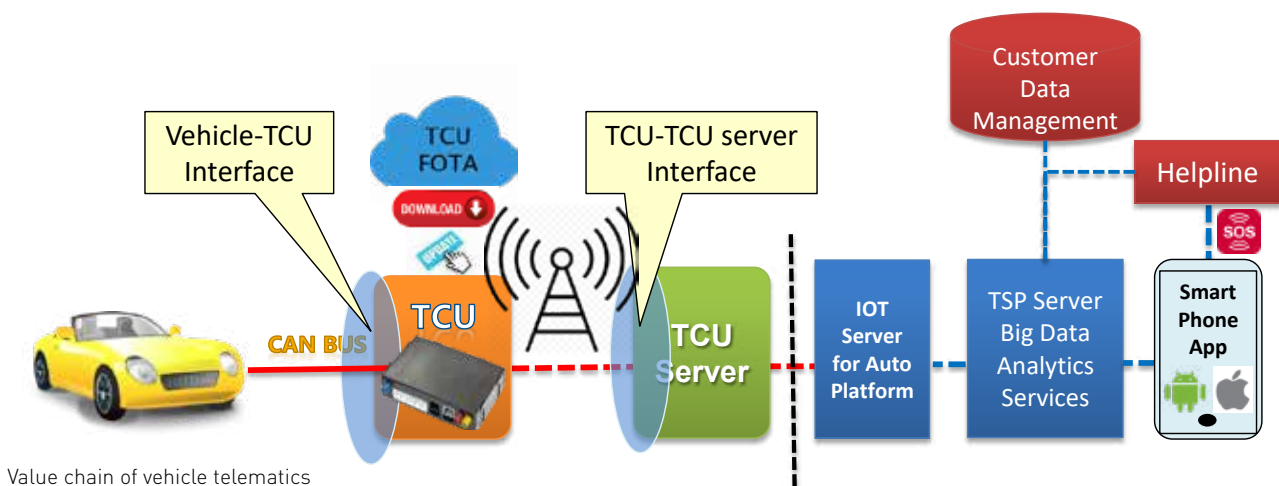 Customer
Data
Management
Vehicle-TCU
Interface
TCU
FOTA
TCU-TCU server
Interface
Helpline
DOWNLOAD
SOS
UPDATE
TCU
CAN BUS
TCU
Server
IOT
Server
for Auto
Platform
TSP Server
Big Data
Analytics
Services
Smart
Phone
App
Value chain of vehicle telematics